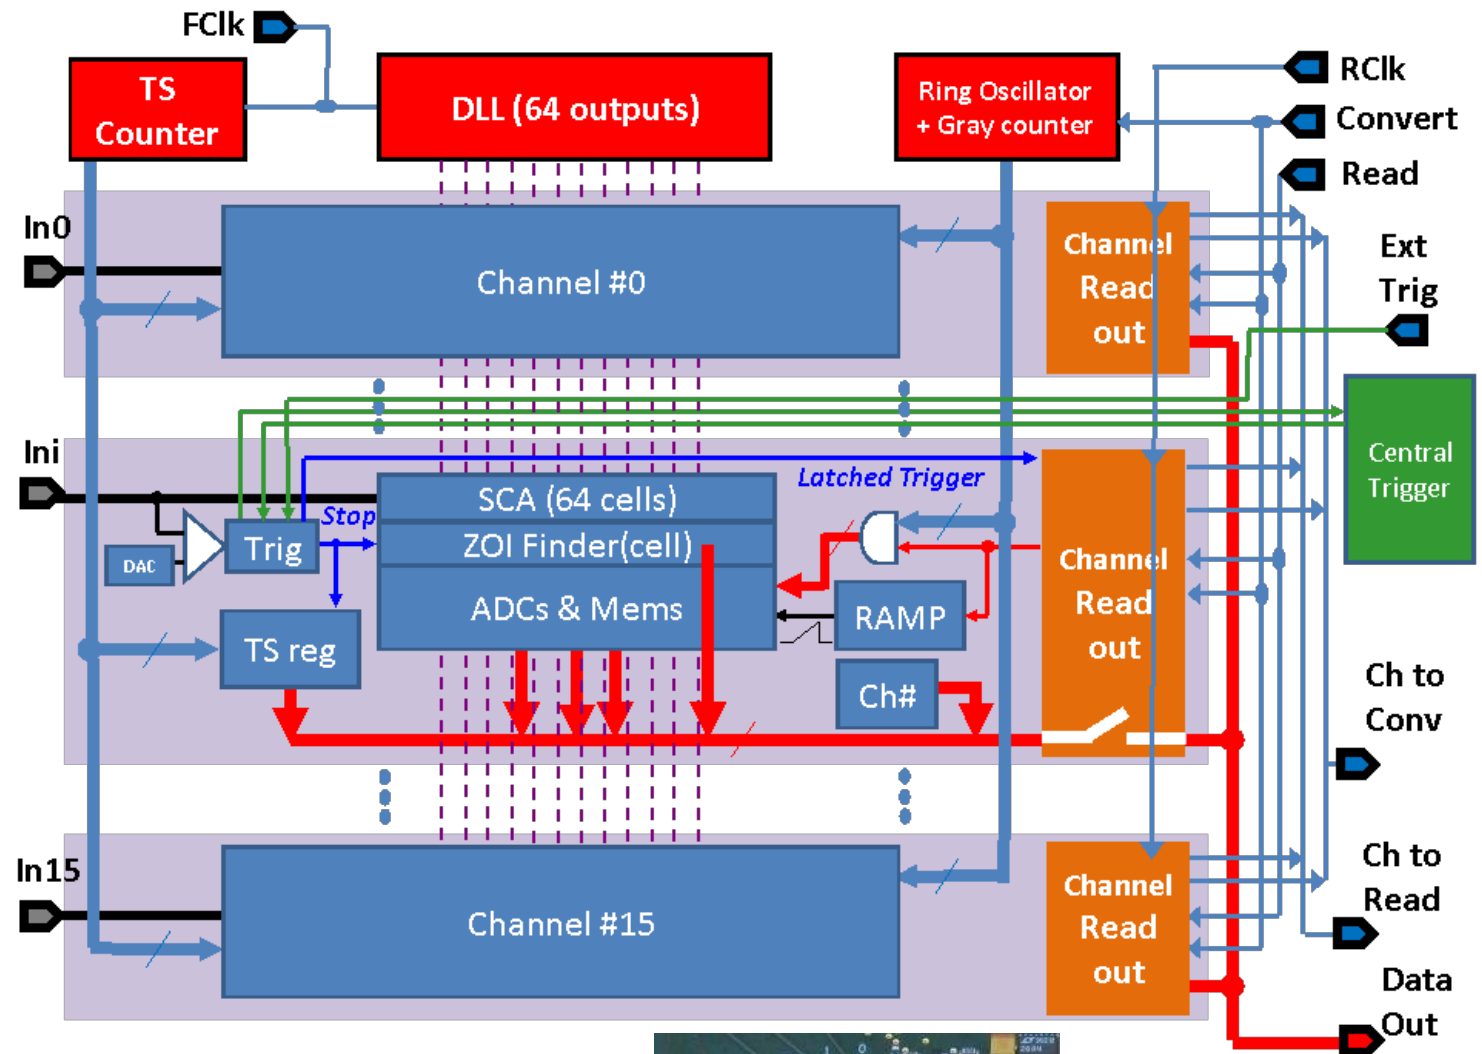 FClk
TS
Counter
DLL (64 outputs)
Ring Oscillator
+ Gray counter
RClk
Convert
Read
In0
Channel #0
Channel
Read
out
Ext
Trig
Ini
Latched Trigger
Stop
SCA (64 cells)
ZOI Finder(cell)
ADCs & Mems
Trig
DAC
TS reg
RAMP
Ch#
Channel
Read
out
Central
Trigger
Ch to
Conv
In15
Channel #15
Channel
Read
out
Ch to
Read
Data
Out
1 0